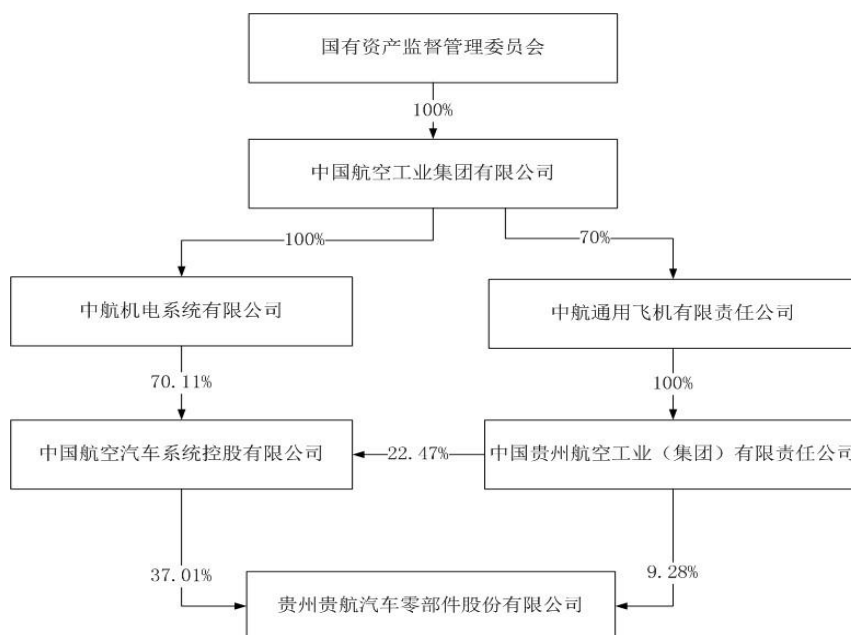 国有资产监督管理委员会
100%
中国航空工业集团有限公司
100%
70%
中航机电系统有限公司
中航通用飞机有限责任公司
70.11%
100%
中国航空汽车系统控股有限公司
22.47%
中国贵州航空工业（集团）有限责任公司
37.01%
9.28%
贵州贵航汽车零部件股份有限公司